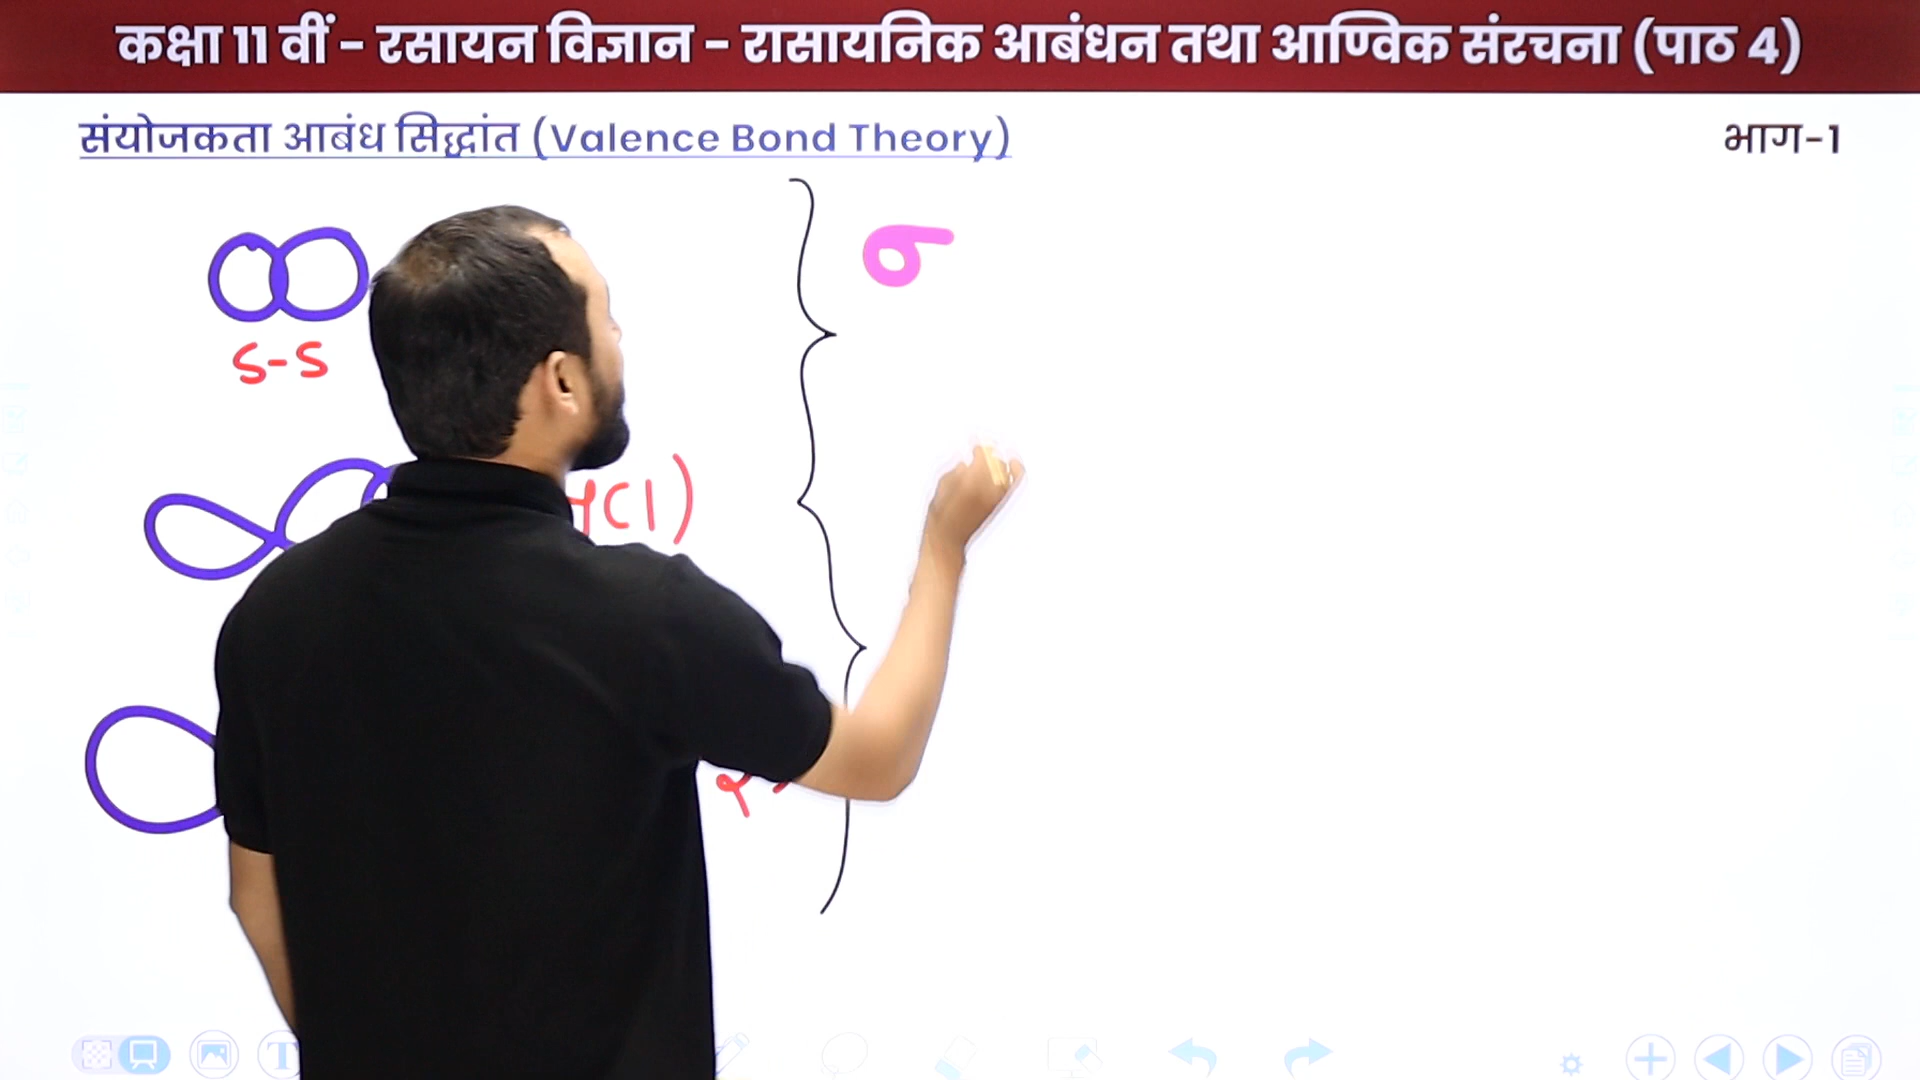 कक्षा 11 वीं - रसायन विज्ञान - रासायनिक आबंधन तथा आण्विक संरचना (पाठ 4)
संयोजकता आबंध सिद्धांत (Valence Bond Theory)
भाग-1
σ
S-S